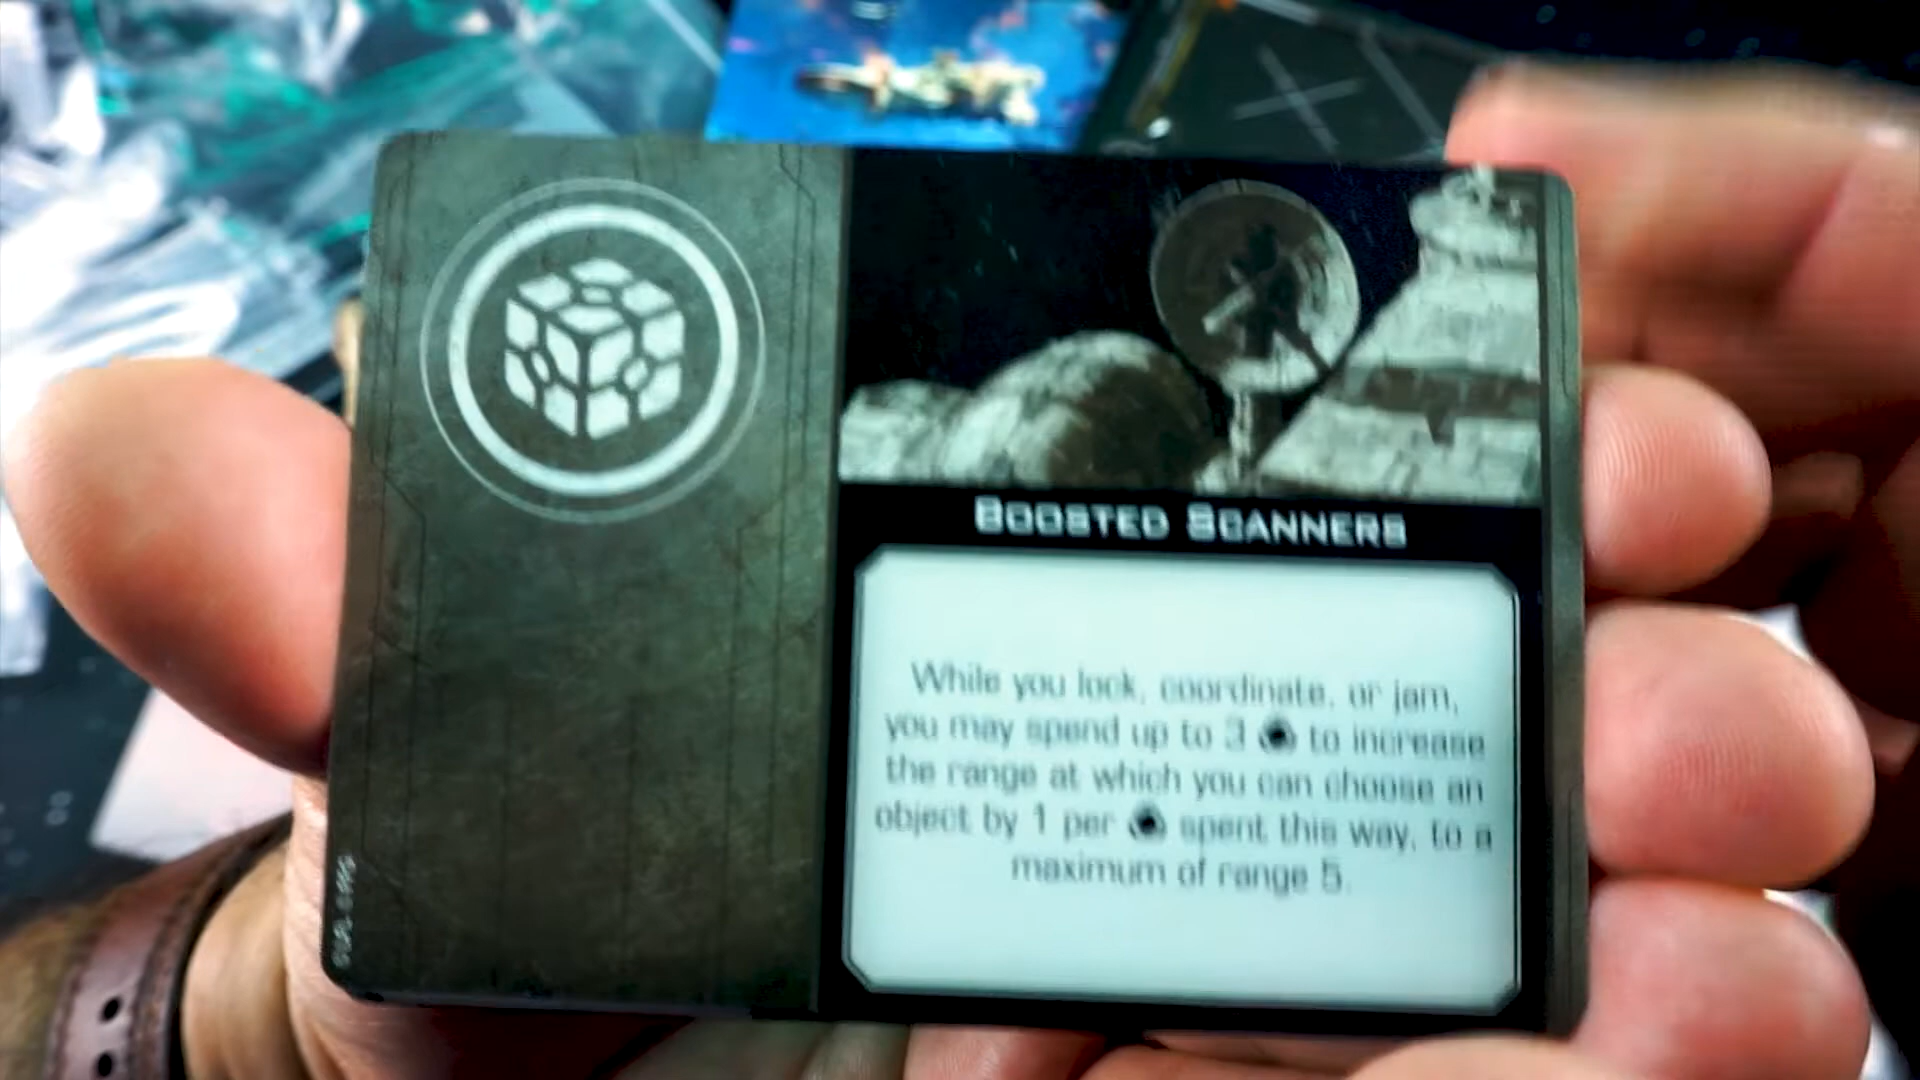 BOOSTED SCANNERS
While you lock, coordinate, or jam,
you may spend up to 3 to increase
the range at which you can choose an
object by 1 per spent this way, to a
maximum of range 5.